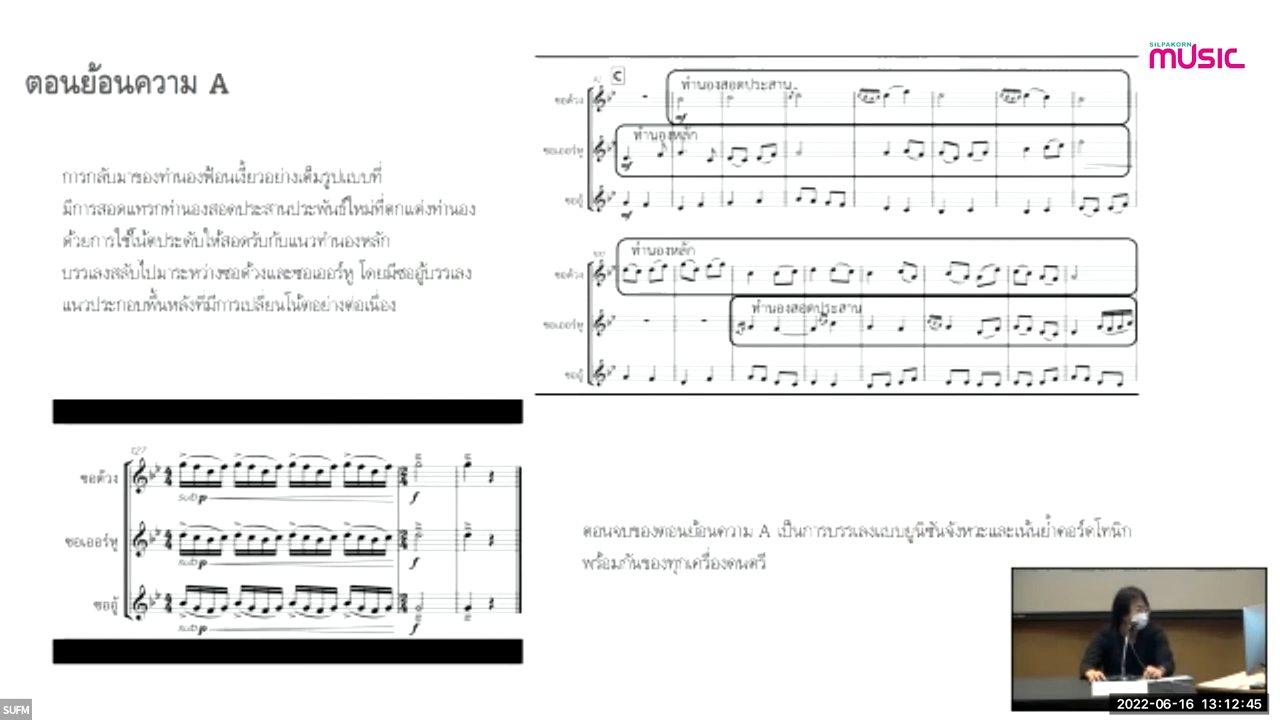 SILPAKORN
MUSIC
ตอนย้อนความ A
การกลับมาของทำนองฟ้อนเงี้ยวอย่างเต็มรูปแบบที่
มีการสอดแทรกทำนองสอดประสานประพันธ์ใหม่ที่ตกแต่งทำนอง
ด้วยการใช้โน้ตประดับให้สอดรับกับแนวทำนองหลัก
บรรเลงสลับไปมาระหว่างซอด้วงและซอเออร์หู โดยมีซออู้บรรเลง
แนวประกอบพื้นหลังที่มีการเปลี่ยนโน้ตอย่างต่อเนื่อง
C
ทำนองสอดประสาน
ซอด้วง
mf
ทำนองหลัก
ซอเออร์หู
mf
ซออู้
mf
ทำนองหลัก
ซอด้วง
ทำนองสอดประสาน
ซอเออร์หู
ซออู้
127
ซอด้วง
sub p
f
ซอเออร์หู
sub p
f
ซออู้
sub p
f
ตอนจบของตอนย้อนความ A เป็นการบรรเลงแบบยูนิซันจังหวะและเน้นย้ำคอร์ดโทนิก
พร้อมกันของทุกเครื่องดนตรี
SUFM
2022-06-16 13:12:45